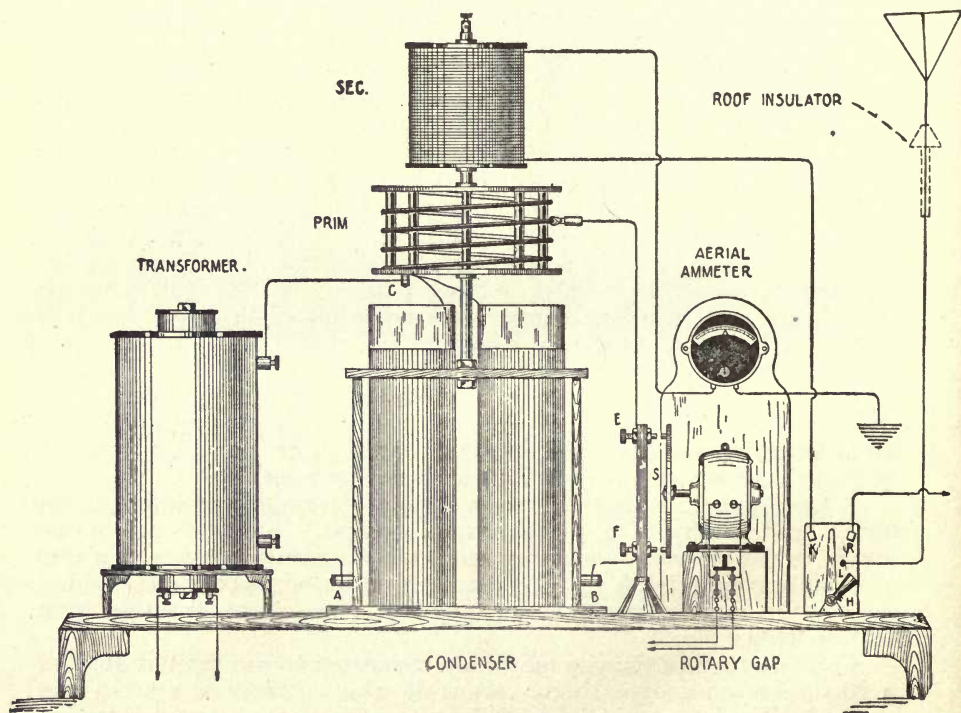 SEC.
ROOF INSULATOR
PRIM
AERIAL
AMMETER
TRANSFORMER.
C
E
S
F
A
B
K
R
L
H
CONDENSER
ROTARY GAP